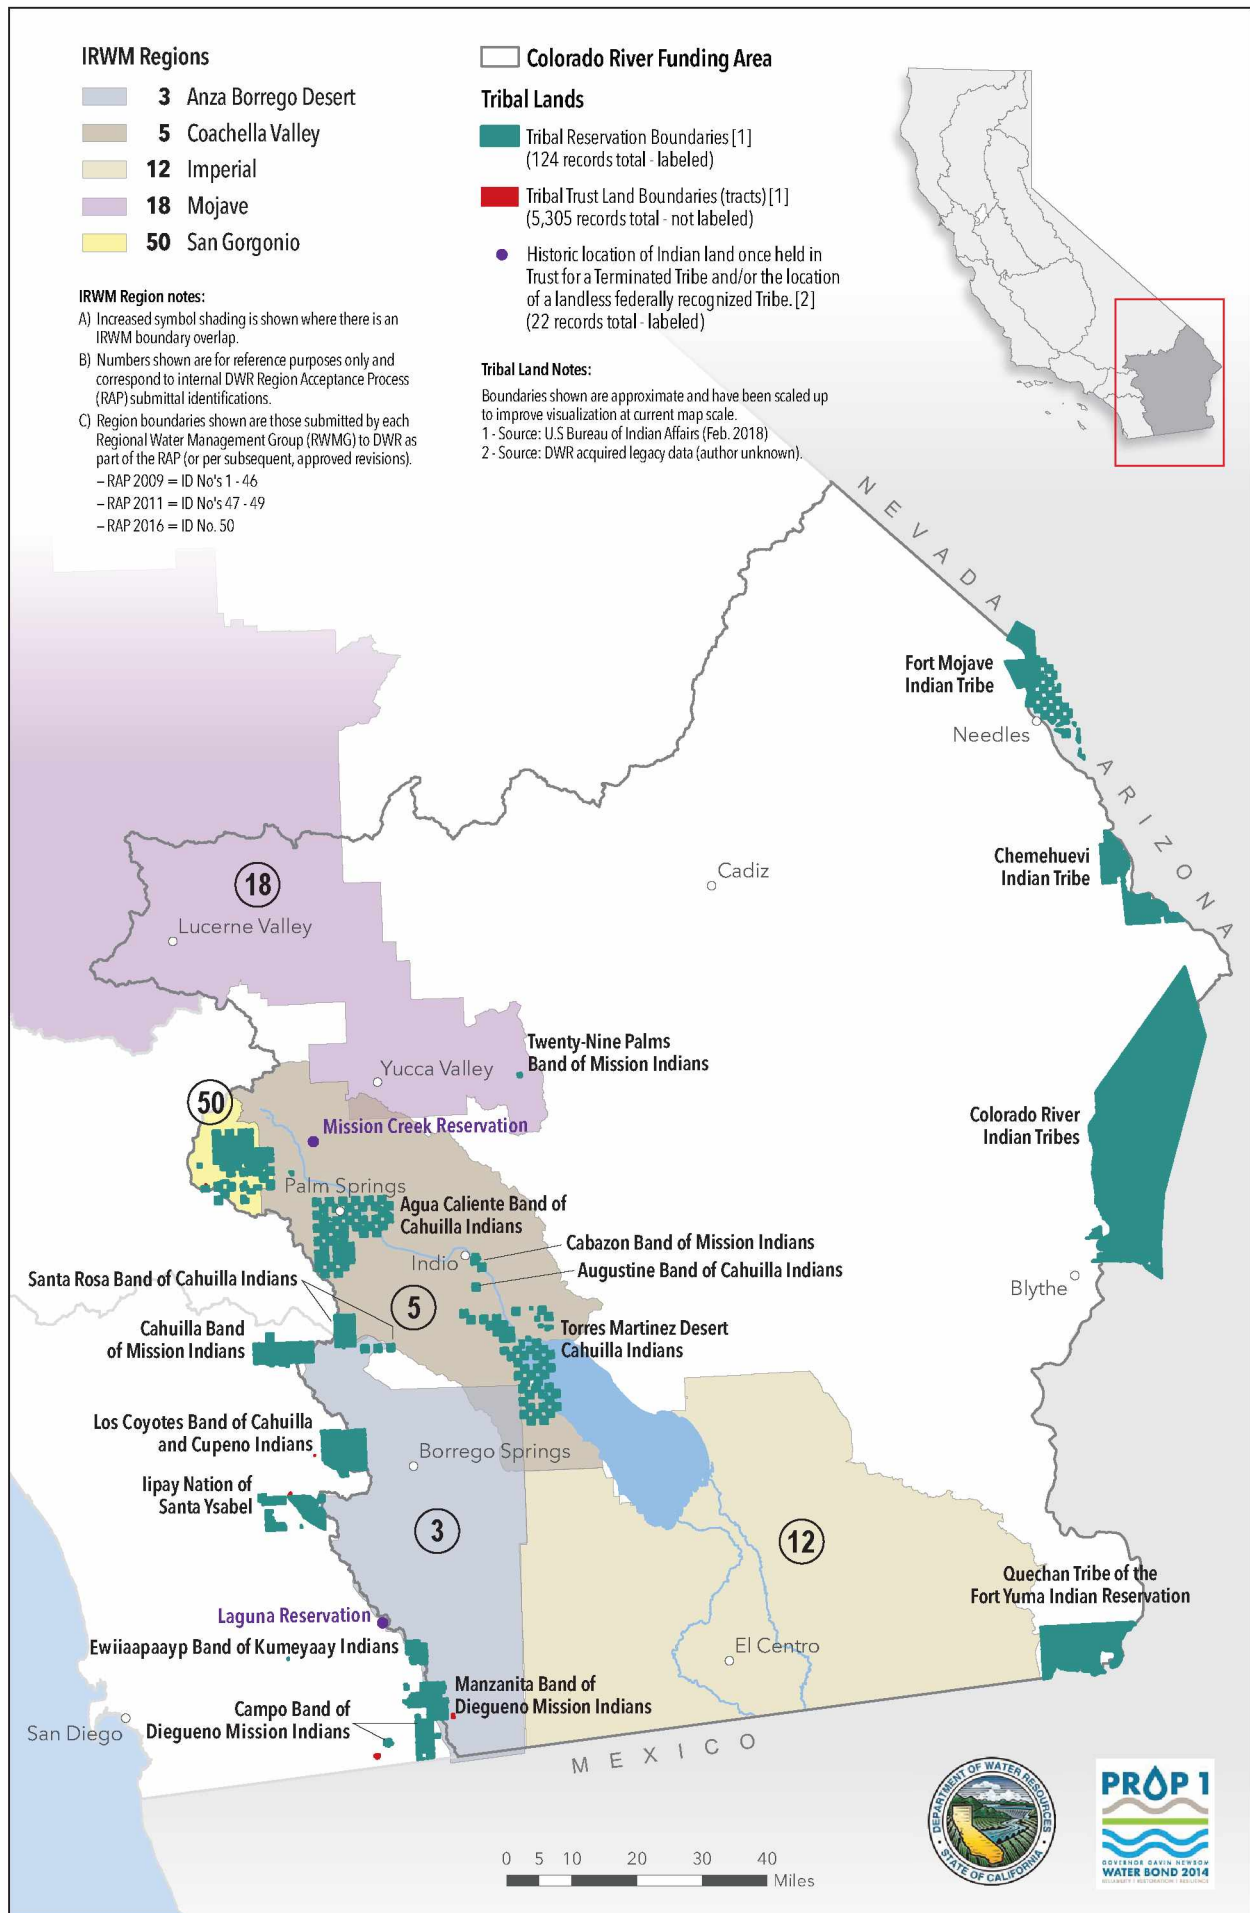 IRWM Regions
3 Anza Borrego Desert
5 Coachella Valley
12 Imperial
18 Mojave
50 San Gorgonio
IRWM Region notes:
A) Increased symbol shading is shown where there is an
IRWM boundary overlap.
B) Numbers shown are for reference purposes only and
correspond to internal DWR Region Acceptance Process
(RAP) submittal identifications.
C) Region boundaries shown are those submitted by each
Regional Water Management Group (RWMG) to DWR as
part of the RAP (or per subsequent, approved revisions).
– RAP 2009 = ID No's 1 - 46
– RAP 2011 = ID No's 47 - 49
– RAP 2016 = ID No. 50
Colorado River Funding Area
Tribal Lands
Tribal Reservation Boundaries [1]
(124 records total - labeled)
Tribal Trust Land Boundaries (tracts) [1]
(5,305 records total - not labeled)
Historic location of Indian land once held in
Trust for a Terminated Tribe and/or the location
of a landless federally recognized Tribe. [2]
(22 records total - labeled)
Tribal Land Notes:
Boundaries shown are approximate and have been scaled up
to improve visualization at current map scale.
1 - Source: U.S Bureau of Indian Affairs (Feb. 2018)
2 - Source: DWR acquired legacy data (author unknown).
NEVADA
Fort Mojave
Indian Tribe
Needles
ARIZONA
Chemehuevi
Indian Tribe
Cadiz
18
Lucerne Valley
Twenty-Nine Palms
Band of Mission Indians
Yucca Valley
50
Mission Creek Reservation
Colorado River
Indian Tribes
Palm Springs
Agua Caliente Band of
Cahuilla Indians
Cabazon Band of Mission Indians
Indio
Augustine Band of Cahuilla Indians
Santa Rosa Band of Cahuilla Indians
Blythe
5
Cahuilla Band
of Mission Indians
Torres Martinez Desert
Cahuilla Indians
Los Coyotes Band of Cahuilla
and Cupeno Indians
Borrego Springs
Iipay Nation of
Santa Ysabel
3
12
Quechan Tribe of the
Fort Yuma Indian Reservation
Laguna Reservation
Ewiiaapaayp Band of Kumeyaay Indians
El Centro
Manzanita Band of
Diegueno Mission Indians
Campo Band of
Diegueno Mission Indians
San Diego
MEXICO
DEPARTMENT OF WATER RESOURCES
STATE OF CALIFORNIA
PROP 1
GOVERNOR GAVIN NEWSOM
WATER BOND 2014
RELIABILITY | RESTORATION | RESILIENCE
0 5 10 20 30 40
Miles